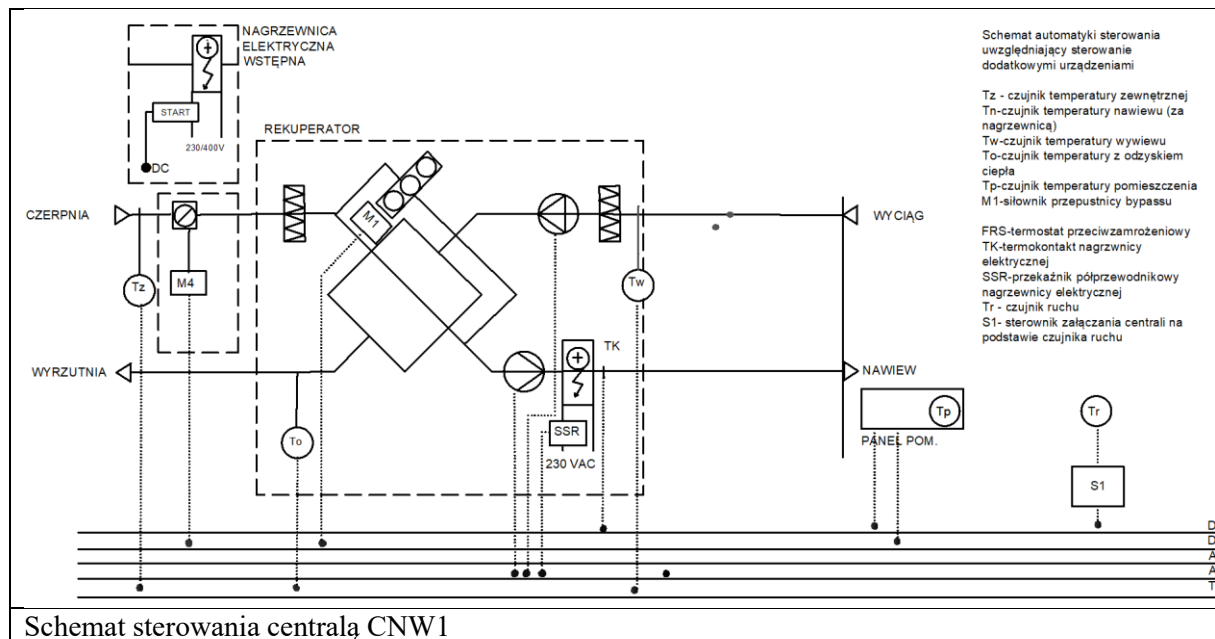 NAGRZEWNICA
ELEKTRYCZNA
WSTĘPNA
START
230/400V
DC
REKUPERATOR
CZERPNIA
M1
WYCIĄG
Tz
M4
Tw
WYRZUTNIA
TK
NAWIEW
To
SSR
230 VAC
Tp
PANEL POM.
Tr
S1
Schemat automatyki sterowania
uwzględniający sterowanie
dodatkowymi urządzeniami
Tz - czujnik temperatury zewnętrznej
Tn-czujnik temperatury nawiewu (za
nagrzewnicą)
Tw-czujnik temperatury wywiewu
To-czujnik temperatury z odzyskiem
ciepła
Tp-czujnik temperatury pomieszczenia
M1-siłownik przepustnicy bypassu
FRS-termostat przeciwzamrożeniowy
TK-termokontakt nagrzwnicy
elektrycznej
SSR-przekaźnik półprzewodnikowy
nagrzewnicy elektrycznej
Tr - czujnik ruchu
S1- sterownik załączania centrali na
podstawie czujnika ruchu
D
D
A
A
T
Schemat sterowania centralą CNW1